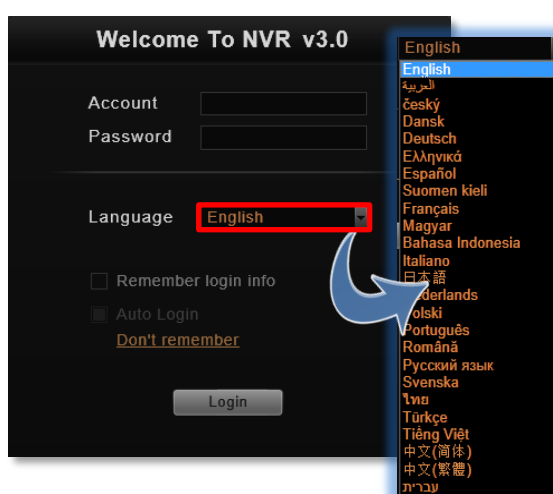 Welcome To NVR v3.0
Account
Password
Language English
Remember login info
Auto Login
Don't remember
Login
English
English
العربية
český
Dansk
Deutsch
Ελληνικά
Español
Suomen kieli
Français
Magyar
Bahasa Indonesia
Italiano
日本語
derlands
olski
Português
Română
Русский язык
Svenska
ไทย
Türkçe
Tiếng Việt
中文(简体)
中文(繁體)
עברית